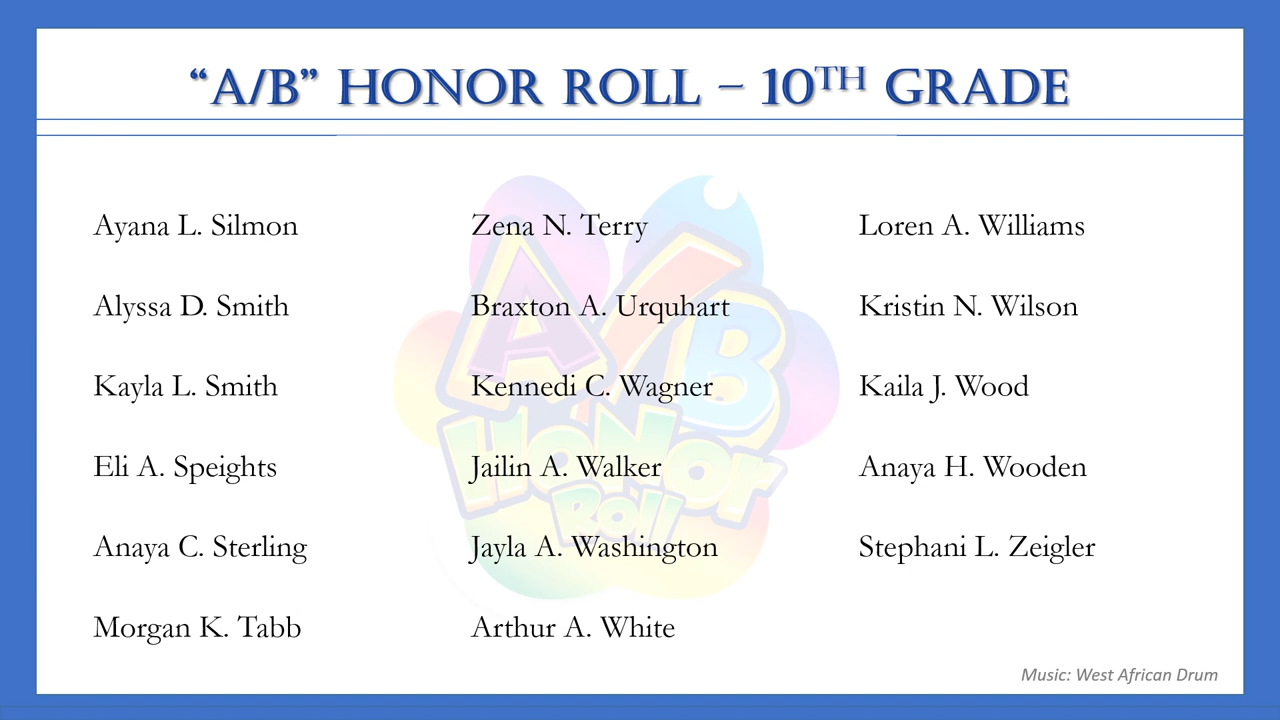 “A/B” HONOR ROLL – 10TH GRADE
Ayana L. Silmon
Alyssa D. Smith
Kayla L. Smith
Eli A. Speights
Anaya C. Sterling
Morgan K. Tabb
Zena N. Terry
Braxton A. Urquhart
Kennedi C. Wagner
Jailin A. Walker
Jayla A. Washington
Arthur A. White
Loren A. Williams
Kristin N. Wilson
Kaila J. Wood
Anaya H. Wooden
Stephani L. Zeigler
A/B
HoNor
Roll
Music: West African Drum